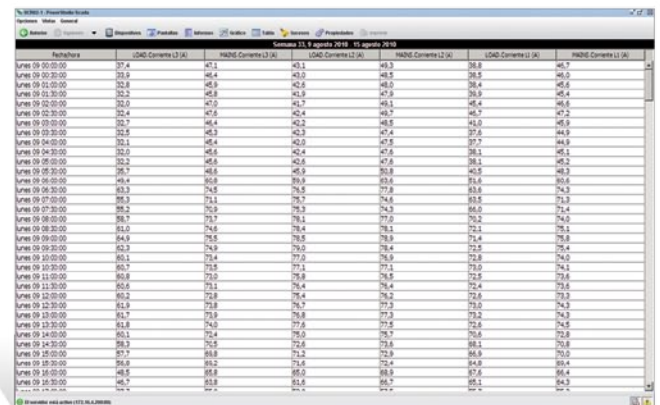 Opciones Vistas General
Anterior Siguiente Dispositivos Pantallas Informes Gráfico Tabla Sucesos Propiedades Imprimir
Semana 33, 9 agosto 2010 - 15 agosto 2010
Fecha/hora LOAD.Corriente L3 (A) MAINS.Corriente L3 (A) LOAD.Corriente L2 (A) MAINS.Corriente L2 (A) LOAD.Corriente L1 (A) MAINS.Corriente L1 (A)
lunes 09 00:00:00 37,4 47,1 43,1 49,3 38,8 46,7
lunes 09 00:30:00 33,9 46,4 43,0 48,5 38,5 46,0
lunes 09 01:00:00 32,8 45,9 42,6 48,0 38,4 45,6
lunes 09 01:30:00 32,2 45,8 41,9 47,9 39,9 45,4
lunes 09 02:00:00 32,0 47,0 41,7 49,1 45,4 46,6
lunes 09 02:30:00 32,4 47,6 42,4 49,7 46,7 47,2
lunes 09 03:00:00 32,7 46,4 42,2 48,5 41,0 45,9
lunes 09 03:30:00 32,5 45,3 42,3 47,4 37,6 44,9
lunes 09 04:00:00 32,1 45,4 42,0 47,5 37,7 44,9
lunes 09 04:30:00 32,0 45,6 42,4 47,6 38,1 45,1
lunes 09 05:00:00 32,2 45,6 42,6 47,6 38,1 45,2
lunes 09 05:30:00 35,7 48,6 45,9 50,8 40,5 48,3
lunes 09 06:00:00 49,4 60,8 59,9 63,6 51,6 60,6
lunes 09 06:30:00 63,3 74,5 76,5 77,8 63,6 74,3
lunes 09 07:00:00 55,3 71,1 75,7 74,6 63,5 71,3
lunes 09 07:30:00 55,2 70,9 75,3 74,3 66,0 71,4
lunes 09 08:00:00 58,7 73,7 78,1 77,0 70,2 74,0
lunes 09 08:30:00 61,0 74,6 78,4 78,1 72,1 75,1
lunes 09 09:00:00 64,9 75,5 78,5 78,9 71,4 75,8
lunes 09 09:30:00 62,3 74,9 79,0 78,4 72,5 75,4
lunes 09 10:00:00 60,1 73,4 77,0 76,9 72,8 74,0
lunes 09 10:30:00 60,7 73,5 77,1 77,1 73,0 74,1
lunes 09 11:00:00 60,8 73,0 75,8 76,5 72,5 73,6
lunes 09 11:30:00 60,6 73,1 76,4 76,4 72,4 73,6
lunes 09 12:00:00 60,2 72,8 75,4 76,2 72,6 73,3
lunes 09 12:30:00 61,9 73,8 76,7 77,3 73,0 74,3
lunes 09 13:00:00 61,7 73,9 76,8 77,3 73,2 74,3
lunes 09 13:30:00 61,8 74,0 77,6 77,5 72,6 74,5
lunes 09 14:00:00 60,1 72,4 75,0 75,7 70,6 72,8
lunes 09 14:30:00 58,3 70,5 72,6 73,6 68,1 70,8
lunes 09 15:00:00 57,7 69,8 71,2 72,9 66,9 70,0
lunes 09 15:30:00 56,8 69,2 71,6 72,4 64,8 69,4
lunes 09 16:00:00 48,5 65,8 65,0 68,9 67,6 66,4
lunes 09 16:30:00 46,7 63,8 61,6 66,7 65,1 64,3